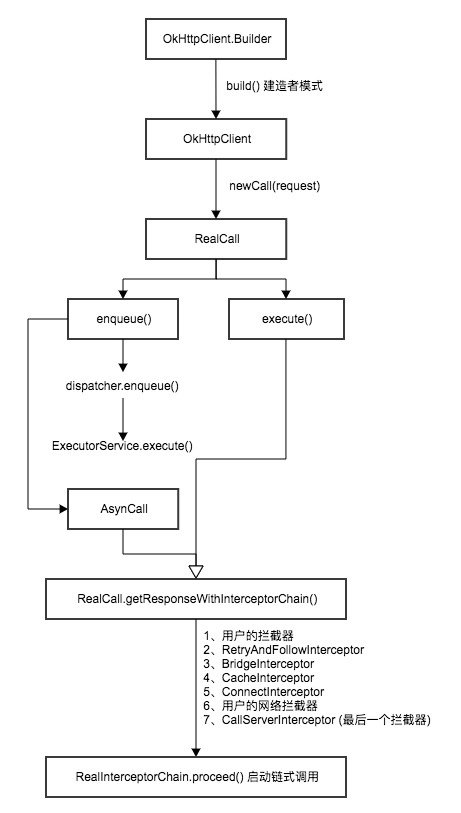 OkHttpClient.Builder
build() 建造者模式
OkHttpClient
newCall(request)
RealCall
enqueue()
execute()
dispatcher.enqueue()
ExecutorService.execute()
AsynCall
RealCall.getResponseWithInterceptorChain()
1、用户的拦截器
2、RetryAndFollowInterceptor
3、BridgeInterceptor
4、CacheInterceptor
5、ConnectInterceptor
6、用户的网络拦截器
7、CallServerInterceptor (最后一个拦截器)
RealInterceptorChain.proceed() 启动链式调用